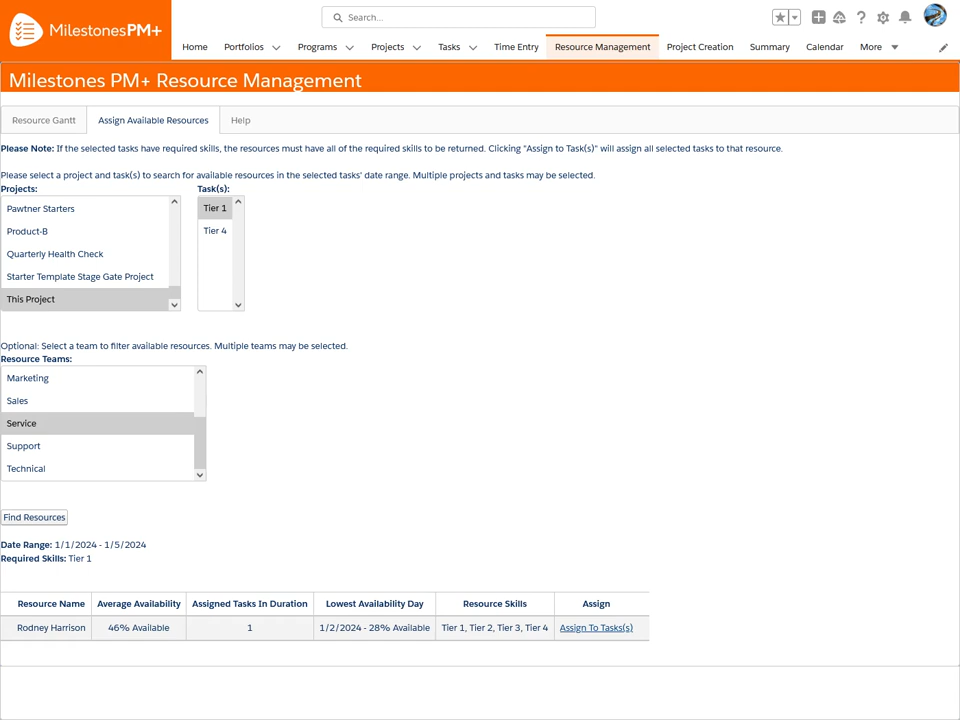 MilestonesPM+
Search...
Home Portfolios Programs Projects Tasks Time Entry Resource Management Project Creation Summary Calendar More
Milestones PM+ Resource Management
Resource Gantt Assign Available Resources Help
Please Note: If the selected tasks have required skills, the resources must have all of the required skills to be returned. Clicking "Assign to Task(s)" will assign all selected tasks to that resource.
Please select a project and task(s) to search for available resources in the selected tasks' date range. Multiple projects and tasks may be selected.
Projects: Task(s):
Pawtner Starters Tier 1
Product-B Tier 4
Quarterly Health Check
Starter Template Stage Gate Project
This Project
Optional: Select a team to filter available resources. Multiple teams may be selected.
Resource Teams:
Marketing
Sales
Service
Support
Technical
Find Resources
Date Range: 1/1/2024 - 1/5/2024
Required Skills: Tier 1
Resource Name Average Availability Assigned Tasks In Duration Lowest Availability Day Resource Skills Assign
Rodney Harrison 46% Available 1 1/2/2024 - 28% Available Tier 1, Tier 2, Tier 3, Tier 4 Assign To Tasks(s)